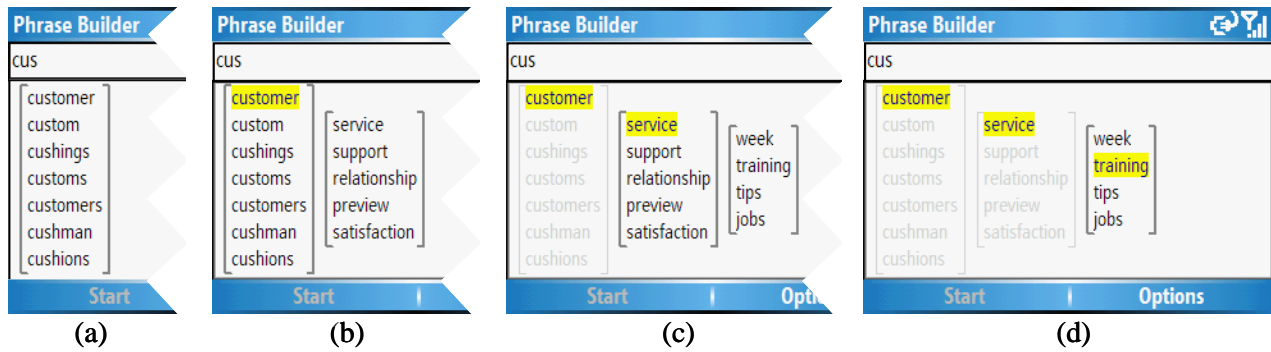 Phrase Builder
cus
customer
custom
cushings
customs
customers
cushman
cushions
Start
(a)
Phrase Builder
cus
customer
custom
cushings
customs
customers
cushman
cushions
service
support
relationship
preview
satisfaction
Start
(b)
Phrase Builder
cus
customer
custom
cushings
customs
customers
cushman
cushions
service
support
relationship
preview
satisfaction
week
training
tips
jobs
Start
Optio
(c)
Phrase Builder
cus
customer
custom
cushings
customs
customers
cushman
cushions
service
support
relationship
preview
satisfaction
week
training
tips
jobs
Start
Options
(d)